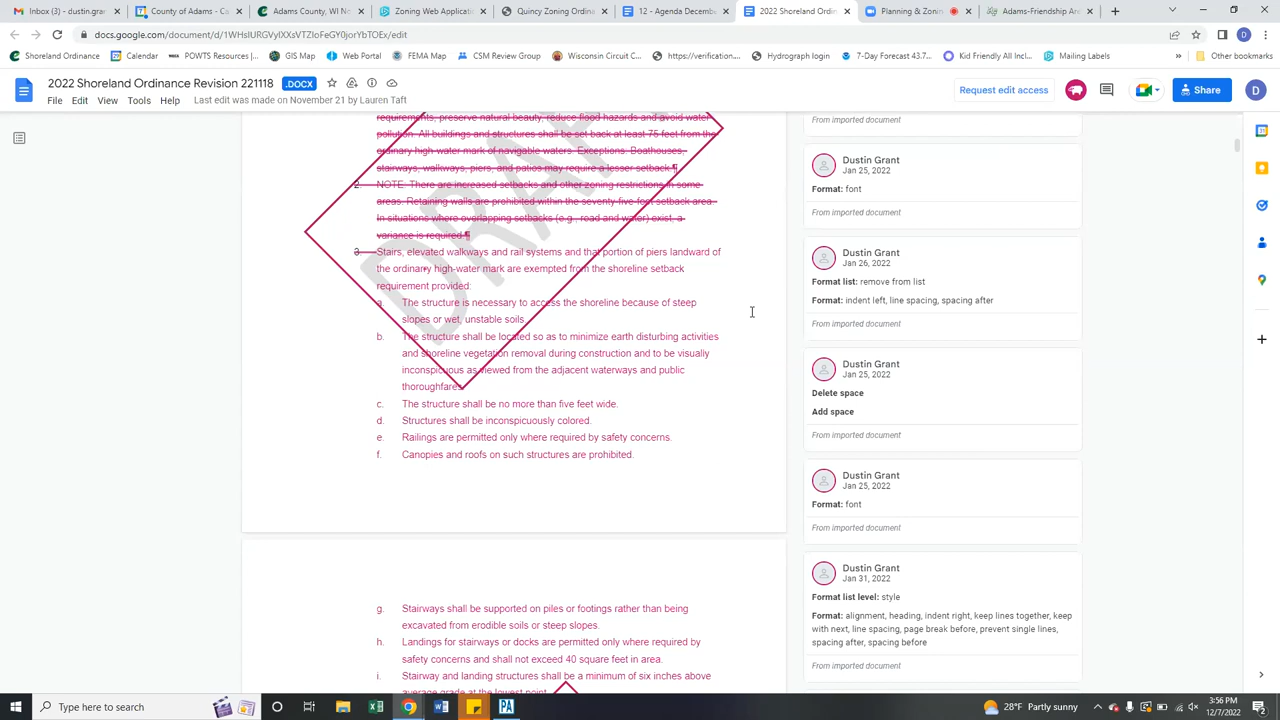 Inbox (3) - dustin.gran
County of Adams - Ca
Adams County, WI
Zoning
Quincy Zoning Ordina
12 - Agenda Decemb
2022 Shoreland Ordin
Recording
Adams-Friendship Are
docs.google.com/document/d/1WHsIURGVyIXXsVTZIoFeGY0jorYbTOEy/edit
Shoreland Ordinance
Calendar
POWTS Resources |...
GIS Map
Web Portal
FEMA Map
CSM Review Group
Wisconsin Circuit C...
https://verification....
Hydrograph login
7-Day Forecast 43.7...
Kid Friendly All Incl...
Mailing Labels
»
Other bookmarks
2022 Shoreland Ordinance Revision 221118 .DOCX
File Edit View Tools Help Last edit was made on November 21 by Lauren Taft
Request edit access
Share
D
requirements, preserve natural beauty, reduce flood hazards and avoid water
pollution. All buildings and structures shall be set back at least 75 feet from the
ordinary high-water mark of navigable waters. Exceptions: Boathouses,
stairways, walkways, piers, and patios may require a lesser setback.¶
2. NOTE: There are increased setbacks and other zoning restrictions in some
areas. Retaining walls are prohibited within the seventy-five-foot setback area.
In situations where overlapping setbacks (e.g., road and water) exist, a
variance is required.¶
3. Stairs, elevated walkways and rail systems and that portion of piers landward of
the ordinary high-water mark are exempted from the shoreline setback
requirement provided:
a. The structure is necessary to access the shoreline because of steep
slopes or wet, unstable soils.
b. The structure shall be located so as to minimize earth disturbing activities
and shoreline vegetation removal during construction and to be visually
inconspicuous as viewed from the adjacent waterways and public
thoroughfares.
c. The structure shall be no more than five feet wide.
d. Structures shall be inconspicuously colored.
e. Railings are permitted only where required by safety concerns.
f. Canopies and roofs on such structures are prohibited.
g. Stairways shall be supported on piles or footings rather than being
excavated from erodible soils or steep slopes.
h. Landings for stairways or docks are permitted only where required by
safety concerns and shall not exceed 40 square feet in area.
i. Stairway and landing structures shall be a minimum of six inches above
average grade at the lowest point.
DRAF
From imported document
Dustin Grant
Jan 25, 2022
Format: font
From imported document
Dustin Grant
Jan 26, 2022
Format list: remove from list
Format: indent left, line spacing, spacing after
From imported document
Dustin Grant
Jan 25, 2022
Delete space
Add space
From imported document
Dustin Grant
Jan 25, 2022
Format: font
From imported document
Dustin Grant
Jan 31, 2022
Format list level: style
Format: alignment, heading, indent right, keep lines together, keep
with next, line spacing, page break before, prevent single lines,
spacing after, spacing before
From imported document
Type here to search
28°F Partly sunny
3:56 PM
12/7/2022